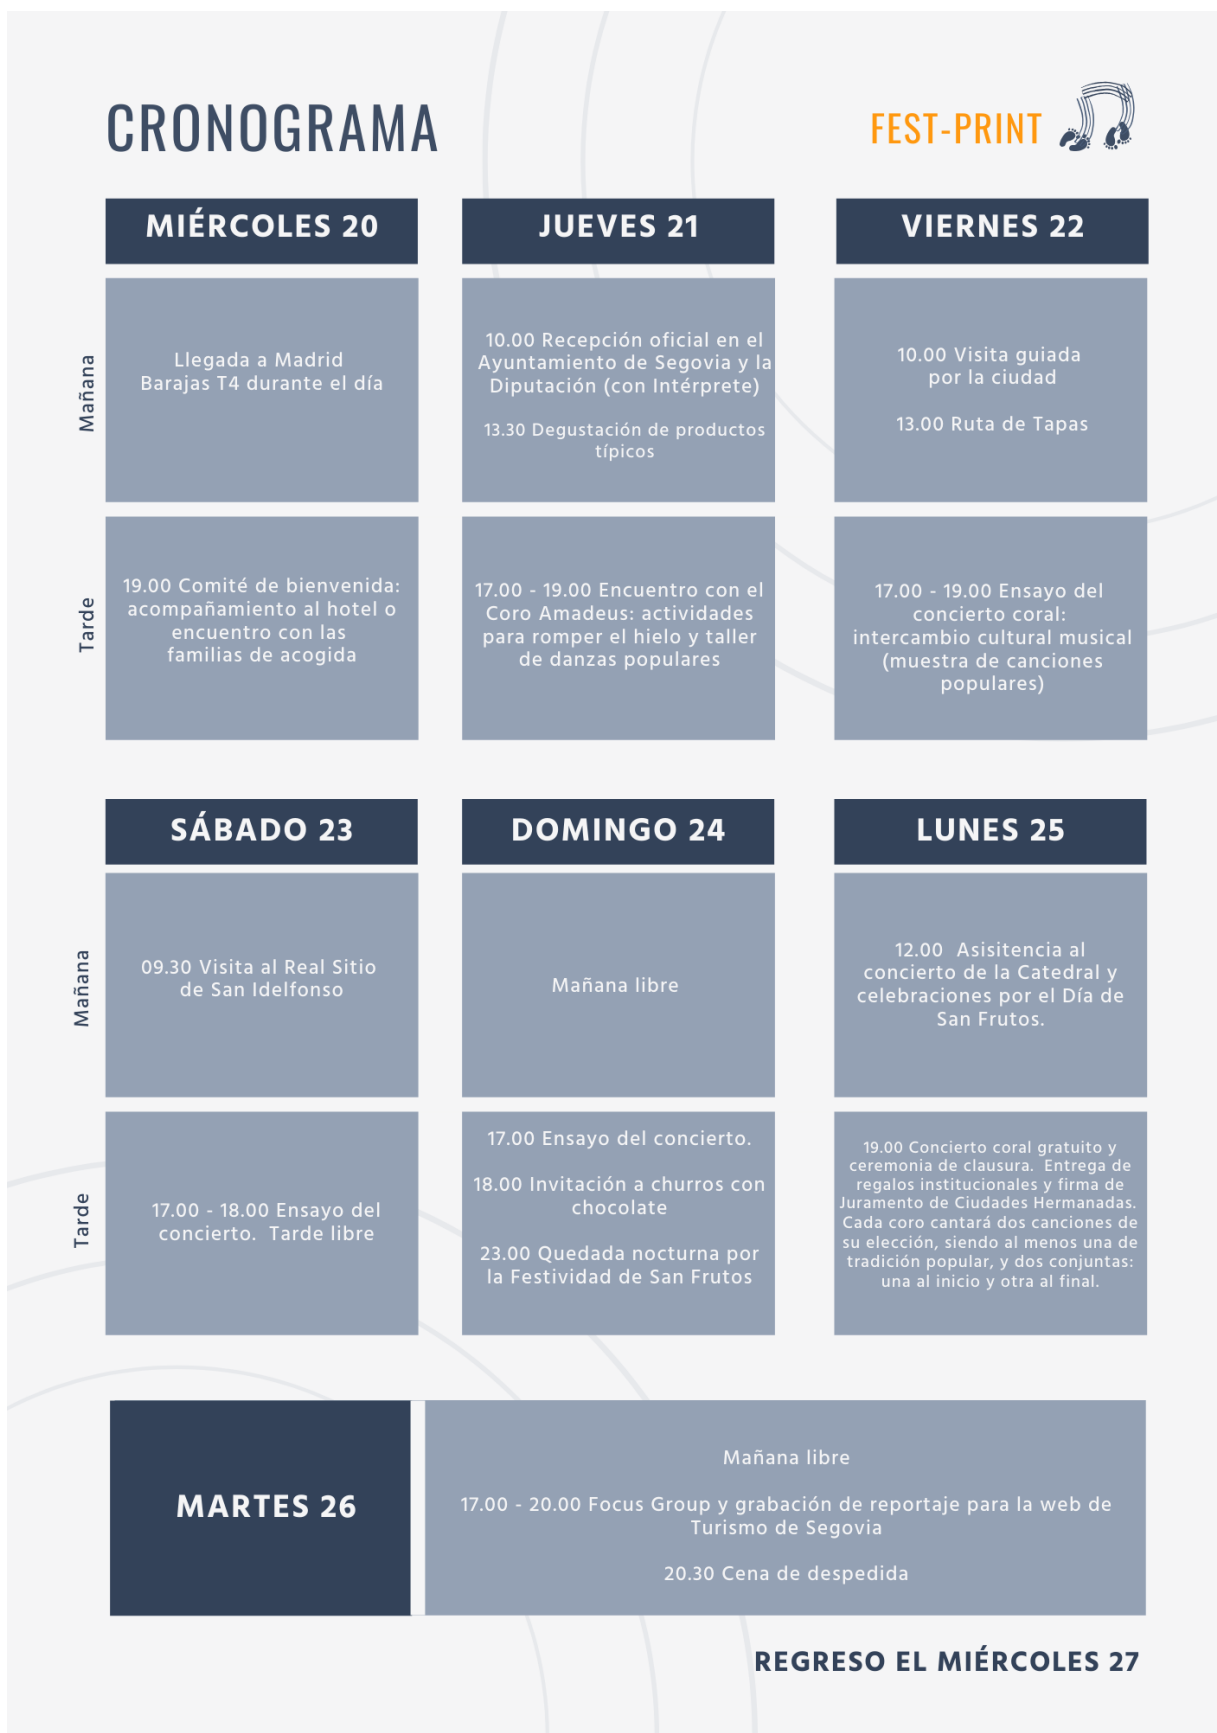 CRONOGRAMA
FEST-PRINT
MIÉRCOLES 20
JUEVES 21
VIERNES 22
Mañana
Llegada a Madrid
Barajas T4 durante el día
10.00 Recepción oficial en el
Ayuntamiento de Segovia y la
Diputación (con Intérprete)
13.30 Degustación de productos
típicos
10.00 Visita guiada
por la ciudad
13.00 Ruta de Tapas
Tarde
19.00 Comité de bienvenida:
acompañamiento al hotel o
encuentro con las
familias de acogida
17.00 - 19.00 Encuentro con el
Coro Amadeus: actividades
para romper el hielo y taller
de danzas populares
17.00 - 19.00 Ensayo del
concierto coral:
intercambio cultural musical
(muestra de canciones
populares)
SÁBADO 23
DOMINGO 24
LUNES 25
Mañana
09.30 Visita al Real Sitio
de San Idelfonso
Mañana libre
12.00  Asisitencia al
concierto de la Catedral y
celebraciones por el Día de
San Frutos.
Tarde
17.00 - 18.00 Ensayo del
concierto.  Tarde libre
17.00 Ensayo del concierto.
18.00 Invitación a churros con
chocolate
23.00 Quedada nocturna por
la Festividad de San Frutos
19.00 Concierto coral gratuito y
ceremonia de clausura.  Entrega de
regalos institucionales y firma de
Juramento de Ciudades Hermanadas.
Cada coro cantará dos canciones de
su elección, siendo al menos una de
tradición popular, y dos conjuntas:
una al inicio y otra al final.
MARTES 26
Mañana libre
17.00 - 20.00 Focus Group y grabación de reportaje para la web de
Turismo de Segovia
20.30 Cena de despedida
REGRESO EL MIÉRCOLES 27